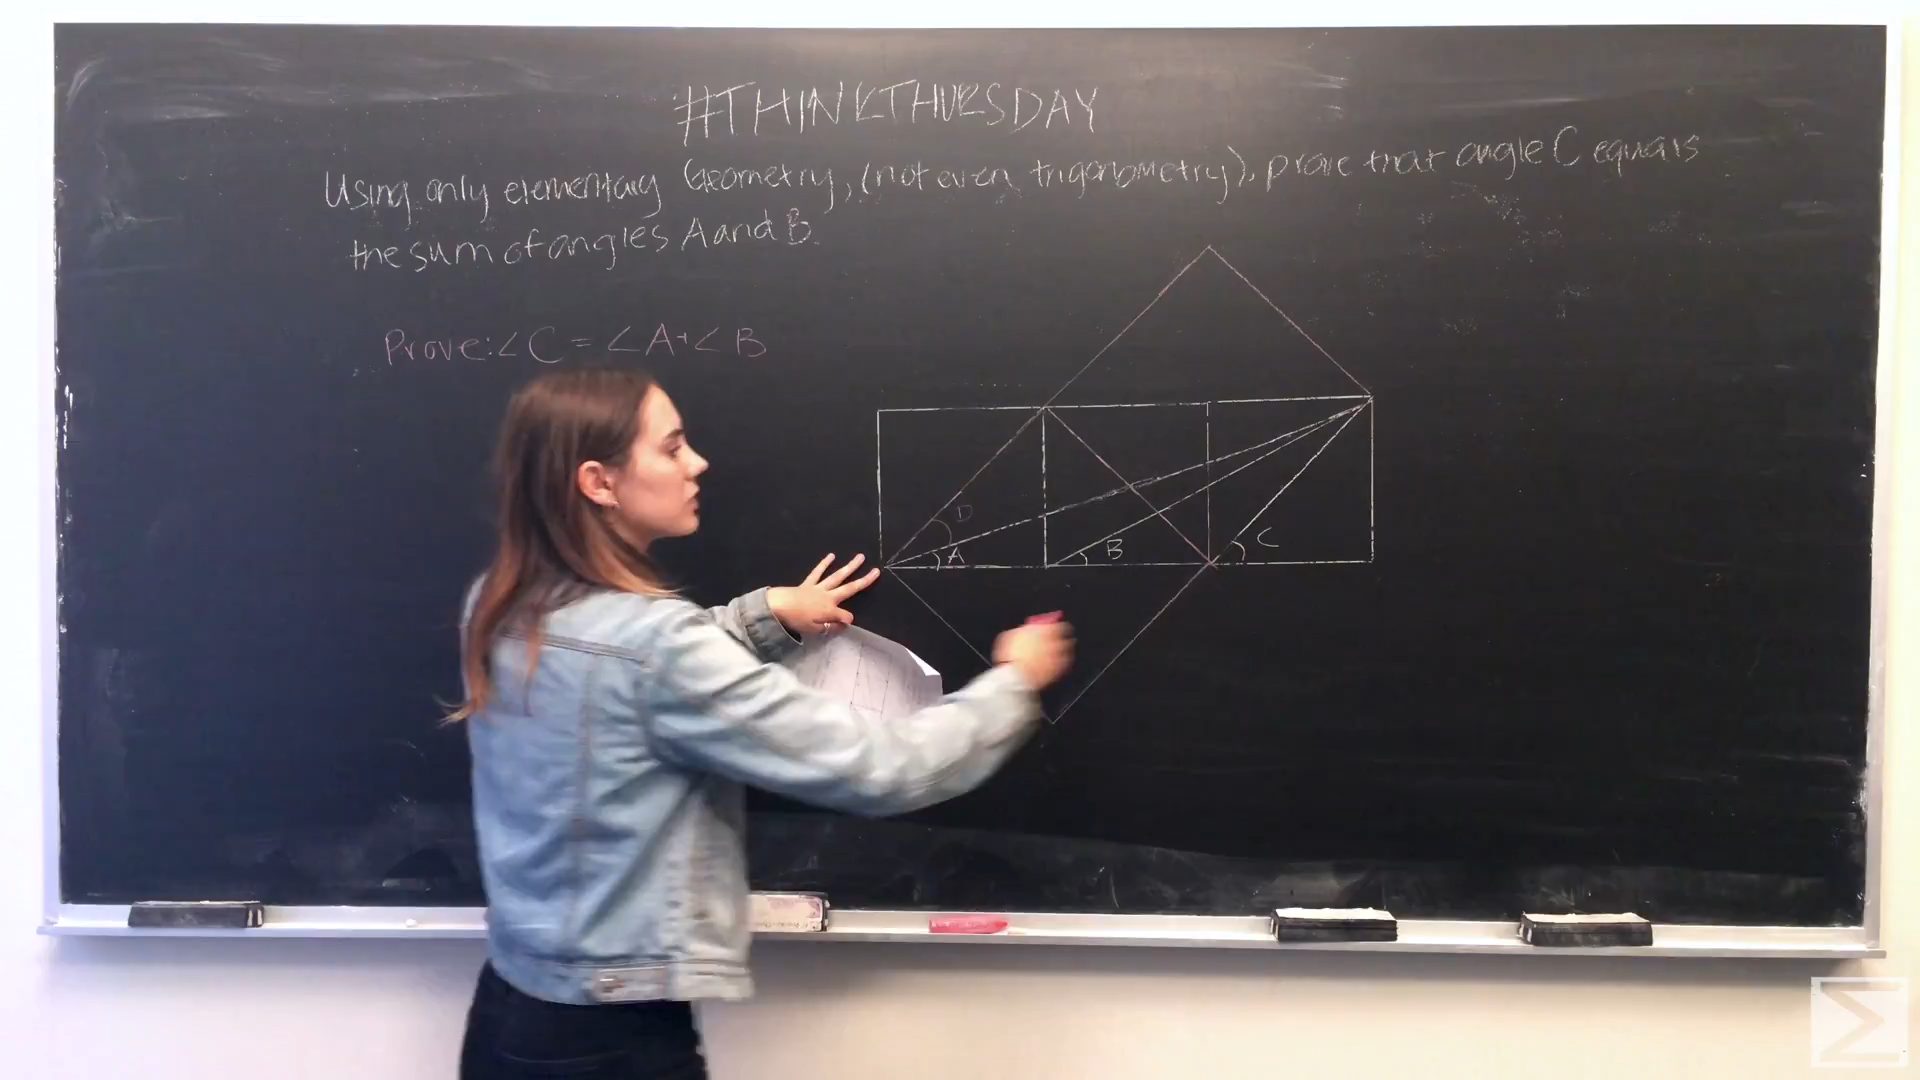 #THINKTHURSDAY
Using only elementary Geometry, (not even trigonometry), prove that angle C equals
the sum of angles A and B.
Prove: ∠C = ∠A + ∠B
D
A
B
C
Σ